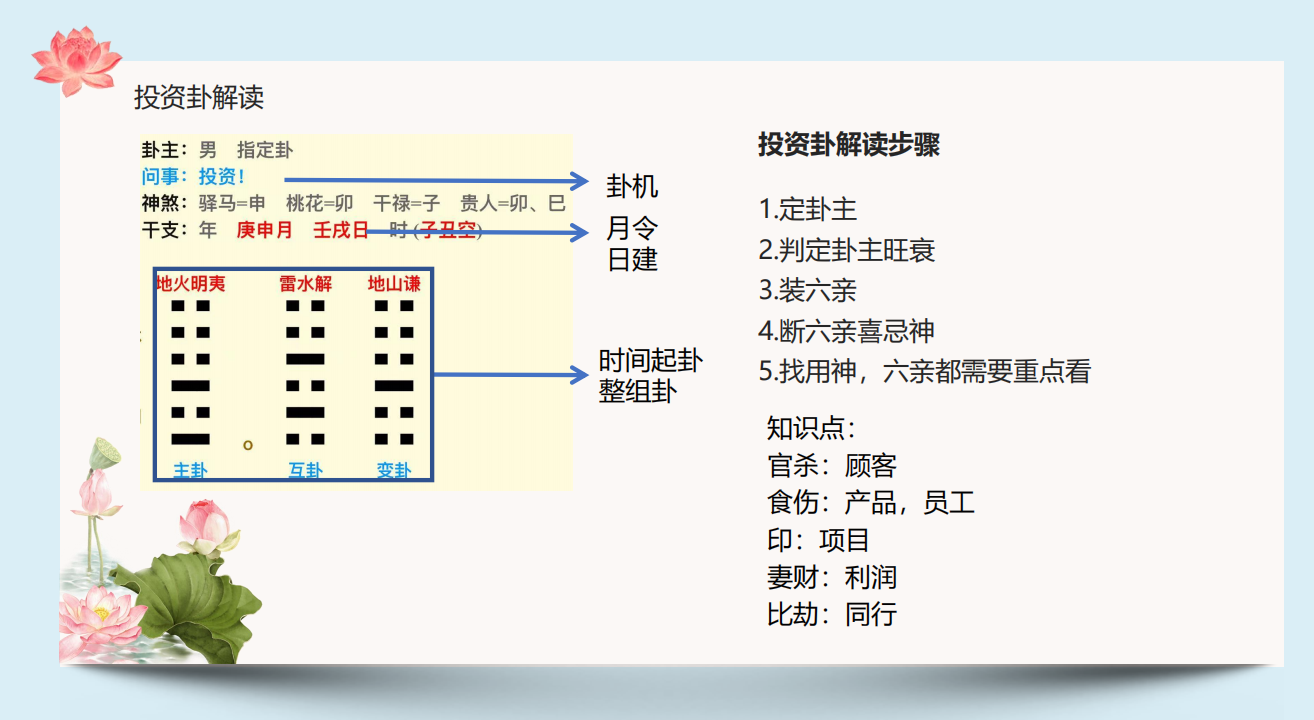 投资卦解读
卦主：男 指定卦
问事：投资！
神煞：驿马=申 桃花=卯 干禄=子 贵人=卯、巳
干支：年 庚申月 壬戌日 时 (子丑空)
地火明夷 雷水解 地山谦
o
主卦 互卦 变卦
卦机
月令
日建
时间起卦
整组卦
投资卦解读步骤
1.定卦主
2.判定卦主旺衰
3.装六亲
4.断六亲喜忌神
5.找用神，六亲都需要重点看
知识点：
官杀：顾客
食伤：产品，员工
印：项目
妻财：利润
比劫：同行